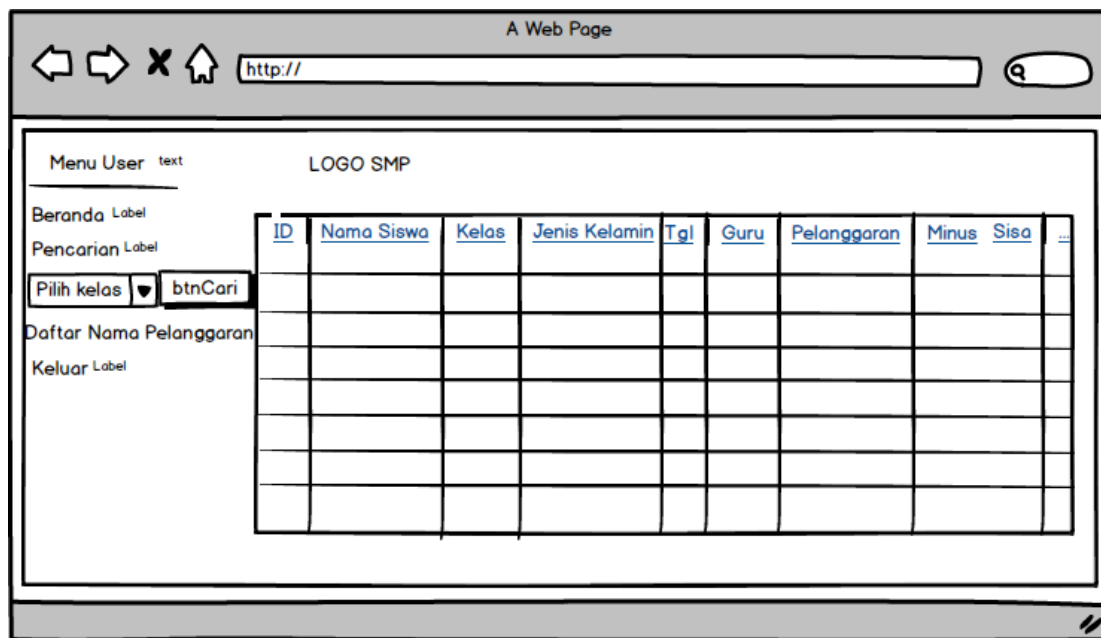 A Web Page
http://
Menu User text
LOGO SMP
Beranda Label
Pencarian Label
Pilih kelas btnCari
Daftar Nama Pelanggaran
Keluar Label
ID Nama Siswa Kelas Jenis Kelamin Tgl Guru Pelanggaran Minus Sisa ...